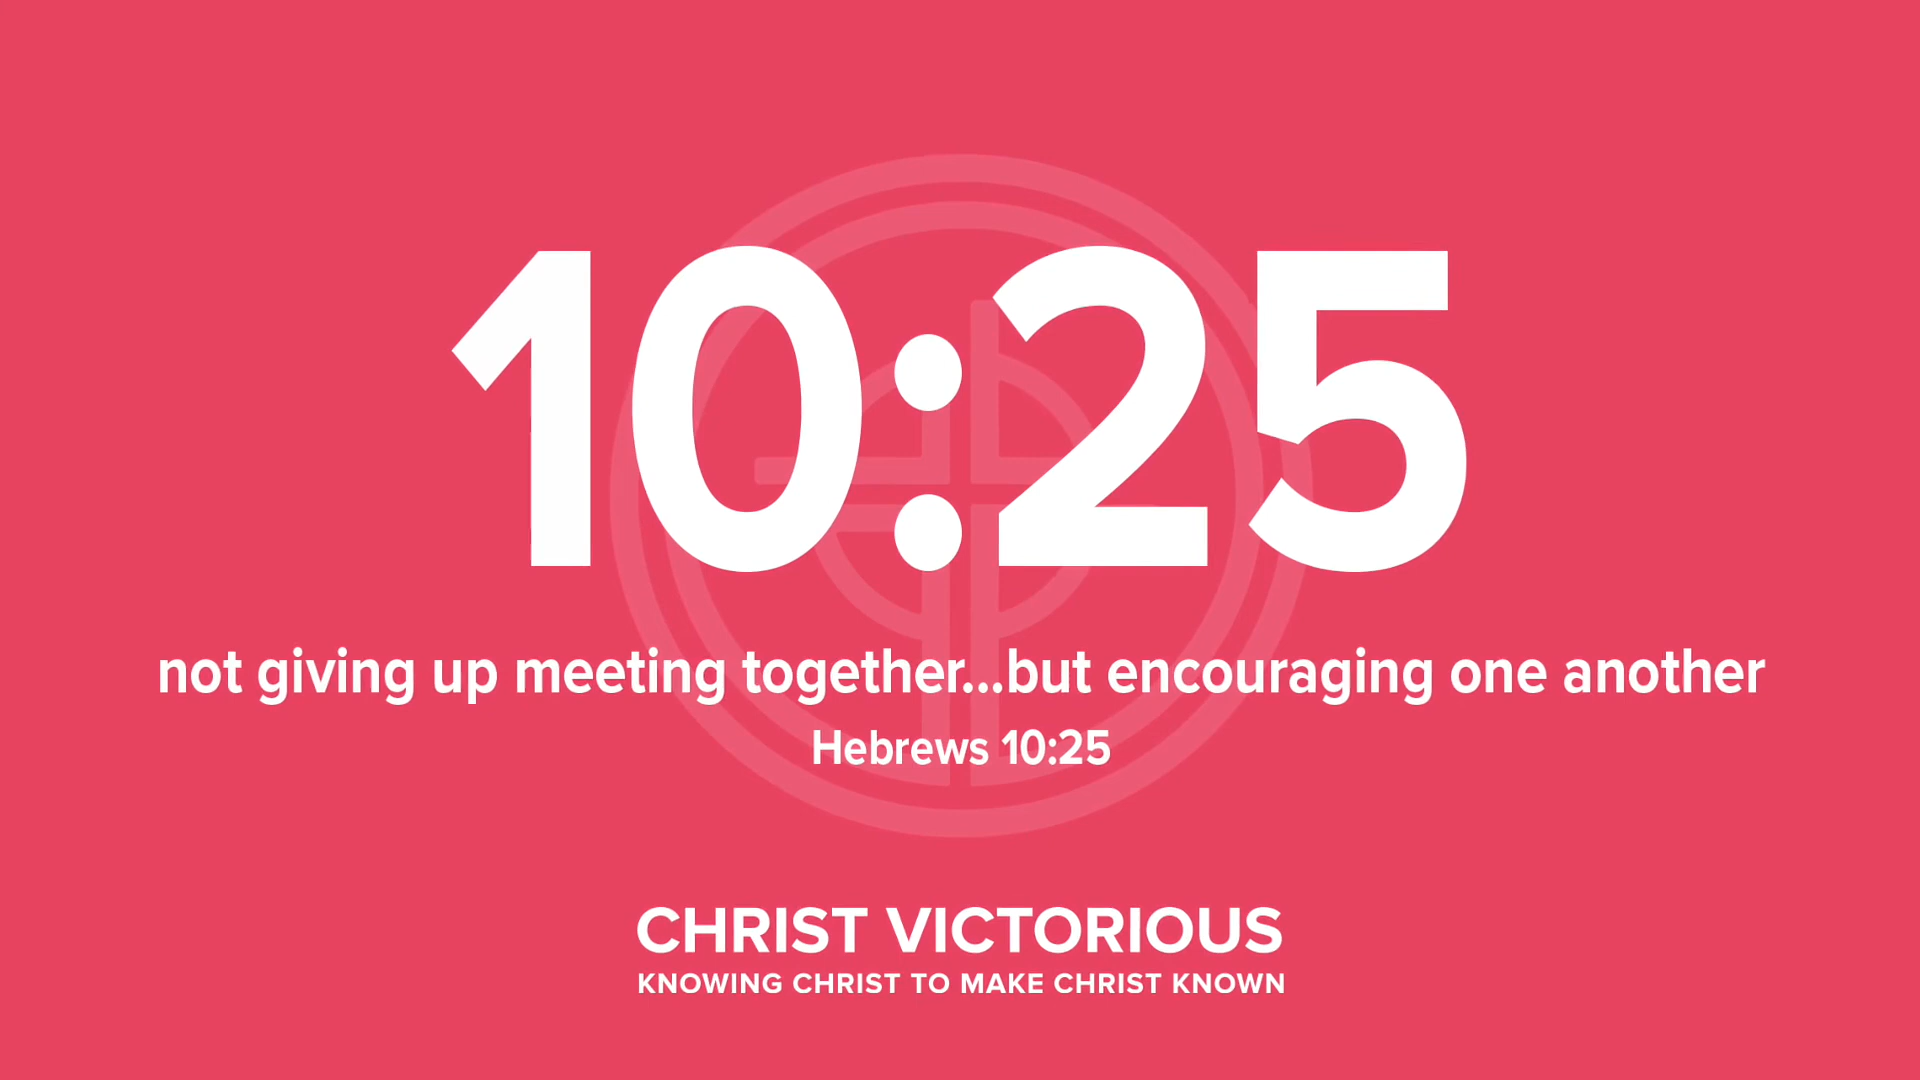 10:25
not giving up meeting together...but encouraging one another
Hebrews 10:25
CHRIST VICTORIOUS
KNOWING CHRIST TO MAKE CHRIST KNOWN